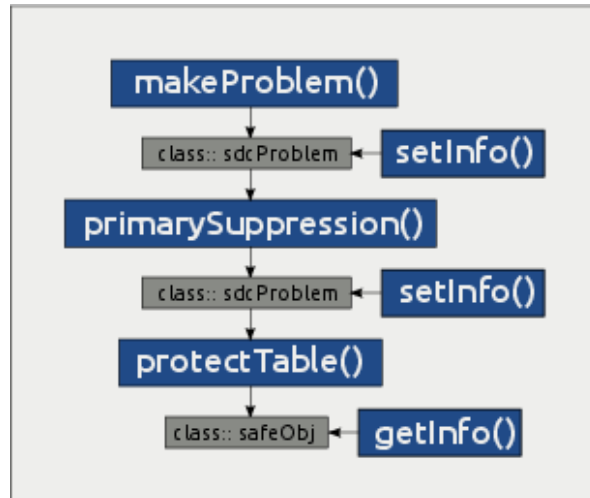 makeProblem()
class:: sdcProblem
setInfo()
primarySuppression()
class:: sdcProblem
setInfo()
protectTable()
class:: safeObj
getInfo()